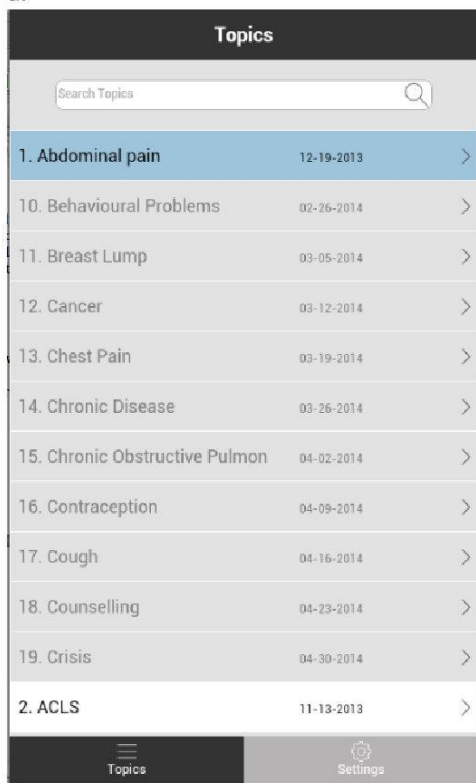 Topics
Search Topics
1. Abdominal pain 12-19-2013
10. Behavioural Problems 02-26-2014
11. Breast Lump 03-05-2014
12. Cancer 03-12-2014
13. Chest Pain 03-19-2014
14. Chronic Disease 03-26-2014
15. Chronic Obstructive Pulmon 04-02-2014
16. Contraception 04-09-2014
17. Cough 04-16-2014
18. Counselling 04-23-2014
19. Crisis 04-30-2014
2. ACLS 11-13-2013
Topics Settings